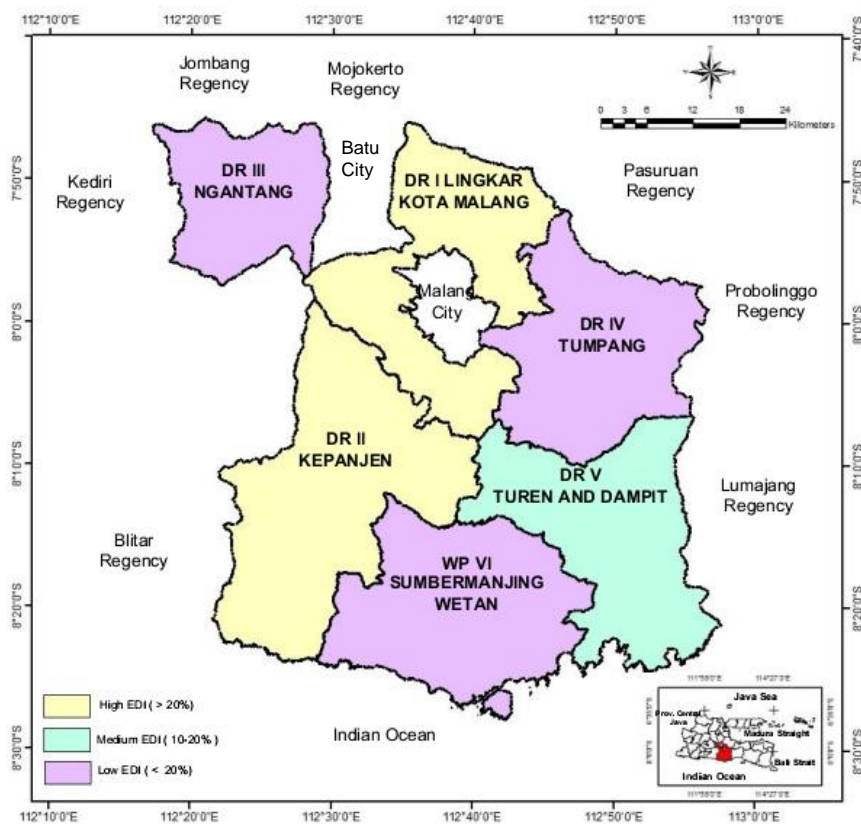 112°10'0"E
112°20'0"E
112°30'0"E
112°40'0"E
112°50'0"E
113°0'0"E
7°40'0"S
7°50'0"S
8°0'0"S
8°10'0"S
8°20'0"S
8°30'0"S
Jombang
Regency
Mojokerto
Regency
0 3 6 12 18 24
Kilometers
Kediri
Regency
DR III
NGANTANG
Batu
City
DR I LINGKAR
KOTA MALANG
Pasuruan
Regency
Malang
City
Probolinggo
Regency
DR IV
TUMPANG
DR II
KEPANJEN
DR V
TUREN AND DAMPIT
Lumajang
Regency
Blitar
Regency
WP VI
SUMBERMANJING
WETAN
High EDI ( > 20%)
Medium EDI ( 10-20%)
Low EDI ( < 20%)
Indian Ocean
Java Sea
Prov. Central
Java
Madura Straight
Bali Strait
Indian Ocean
7°40'0"S
7°50'0"S
8°0'0"S
8°10'0"S
8°20'0"S
8°30'0"S
112°10'0"E
112°20'0"E
112°30'0"E
112°40'0"E
112°50'0"E
113°0'0"E